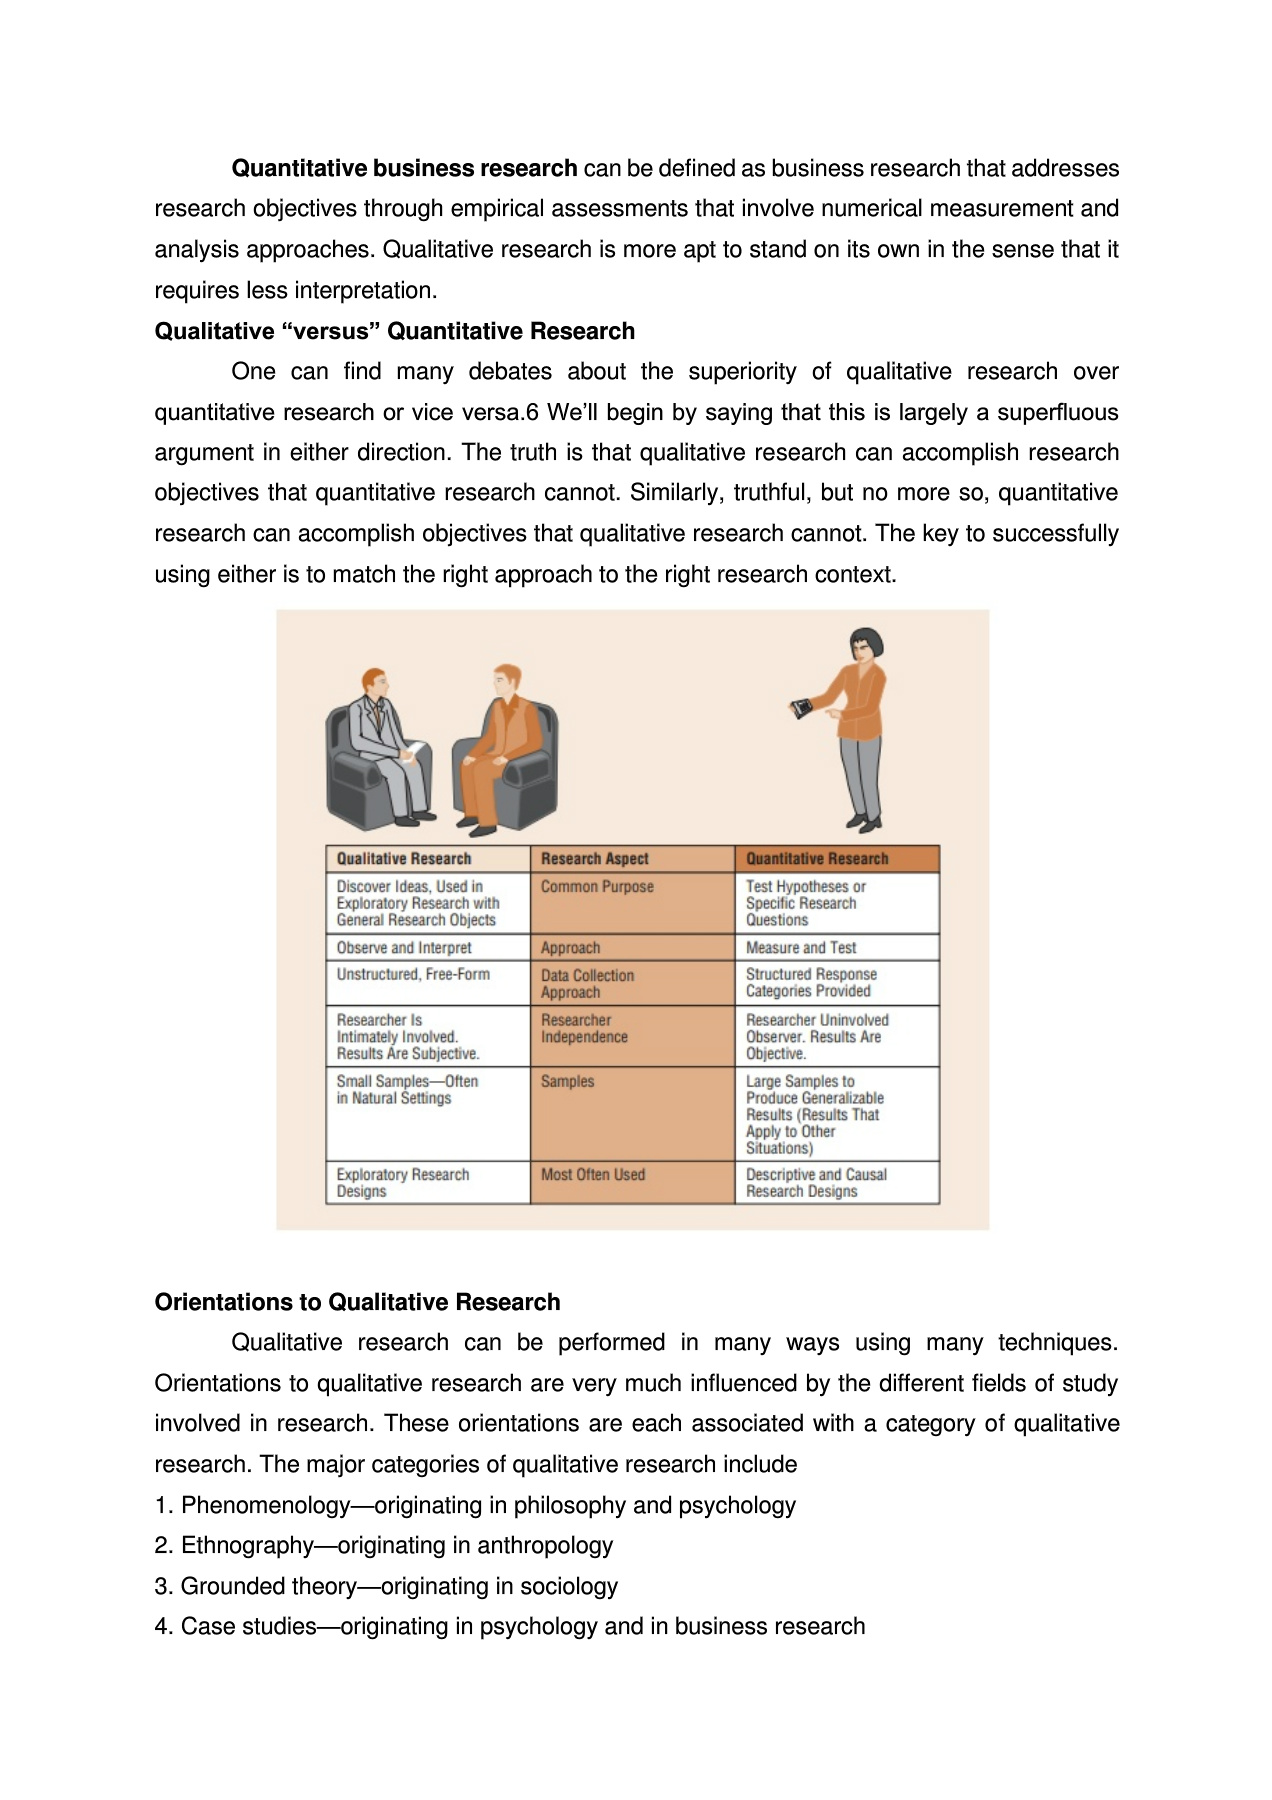 Quantitative business research can be defined as business research that addresses
research objectives through empirical assessments that involve numerical measurement and
analysis approaches. Qualitative research is more apt to stand on its own in the sense that it
requires less interpretation.
Qualitative “versus” Quantitative Research
One can find many debates about the superiority of qualitative research over
quantitative research or vice versa.6 We’ll begin by saying that this is largely a superfluous
argument in either direction. The truth is that qualitative research can accomplish research
objectives that quantitative research cannot. Similarly, truthful, but no more so, quantitative
research can accomplish objectives that qualitative research cannot. The key to successfully
using either is to match the right approach to the right research context.
Qualitative Research Research Aspect Quantitative Research
Discover Ideas, Used in Common Purpose Test Hypotheses or
Exploratory Research with Specific Research
General Research Objects Questions
Observe and Interpret Approach Measure and Test
Unstructured, Free-Form Data Collection Structured Response
Approach Categories Provided
Researcher Is Researcher Researcher Uninvolved
Intimately Involved. Independence Observer. Results Are
Results Are Subjective. Objective.
Small Samples—Often Samples Large Samples to
in Natural Settings Produce Generalizable
Results (Results That
Apply to Other
Situations)
Exploratory Research Most Often Used Descriptive and Causal
Designs Research Designs
Orientations to Qualitative Research
Qualitative research can be performed in many ways using many techniques.
Orientations to qualitative research are very much influenced by the different fields of study
involved in research. These orientations are each associated with a category of qualitative
research. The major categories of qualitative research include
1. Phenomenology—originating in philosophy and psychology
2. Ethnography—originating in anthropology
3. Grounded theory—originating in sociology
4. Case studies—originating in psychology and in business research